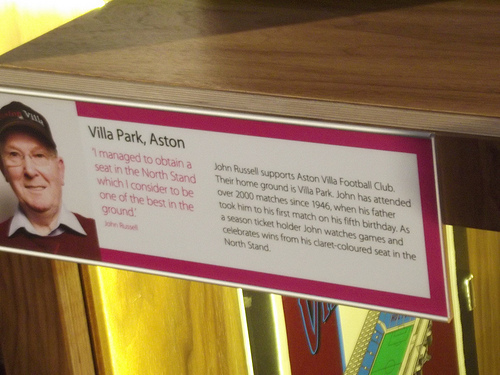 Villa
Villa Park, Aston
'I managed to obtain a
seat in the North Stand
which I consider to be
one of the best in the
ground.'
John Russell
John Russell supports Aston Villa Football Club.
Their home ground is Villa Park. John has attended
over 2000 matches since 1946, when his father
took him to his first match on his fifth birthday. As
a season ticket holder John watches games and
celebrates wins from his claret-coloured seat in the
North Stand.